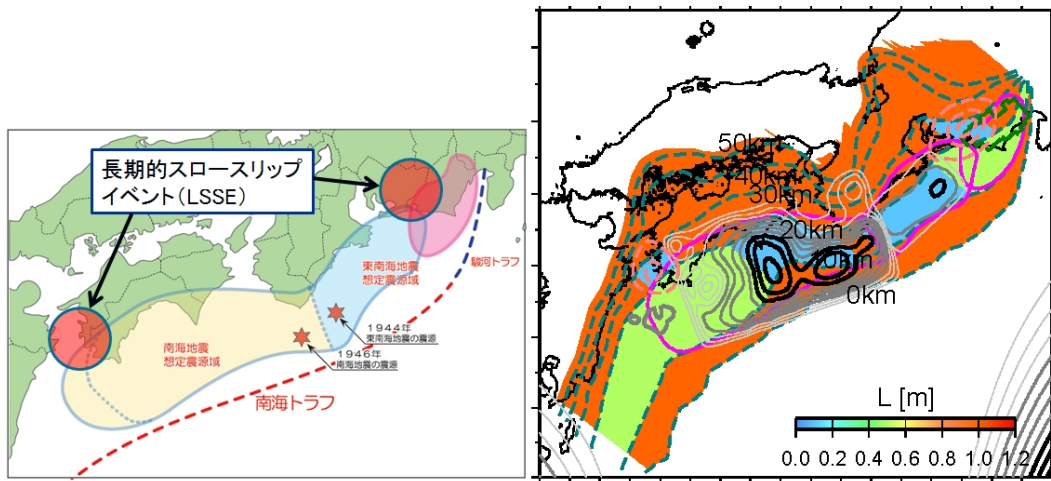 長期的スロースリップ
イベント(LSSE)
駿河トラフ
東南海地震
想定震源域
1944年
東南海地震の震源
1946年
南海地震の震源
南海地震
想定震源域
南海トラフ
50km
40km
30km
20km
0km
L [m]
0.0 0.2 0.4 0.6 0.8 1.0 1.2